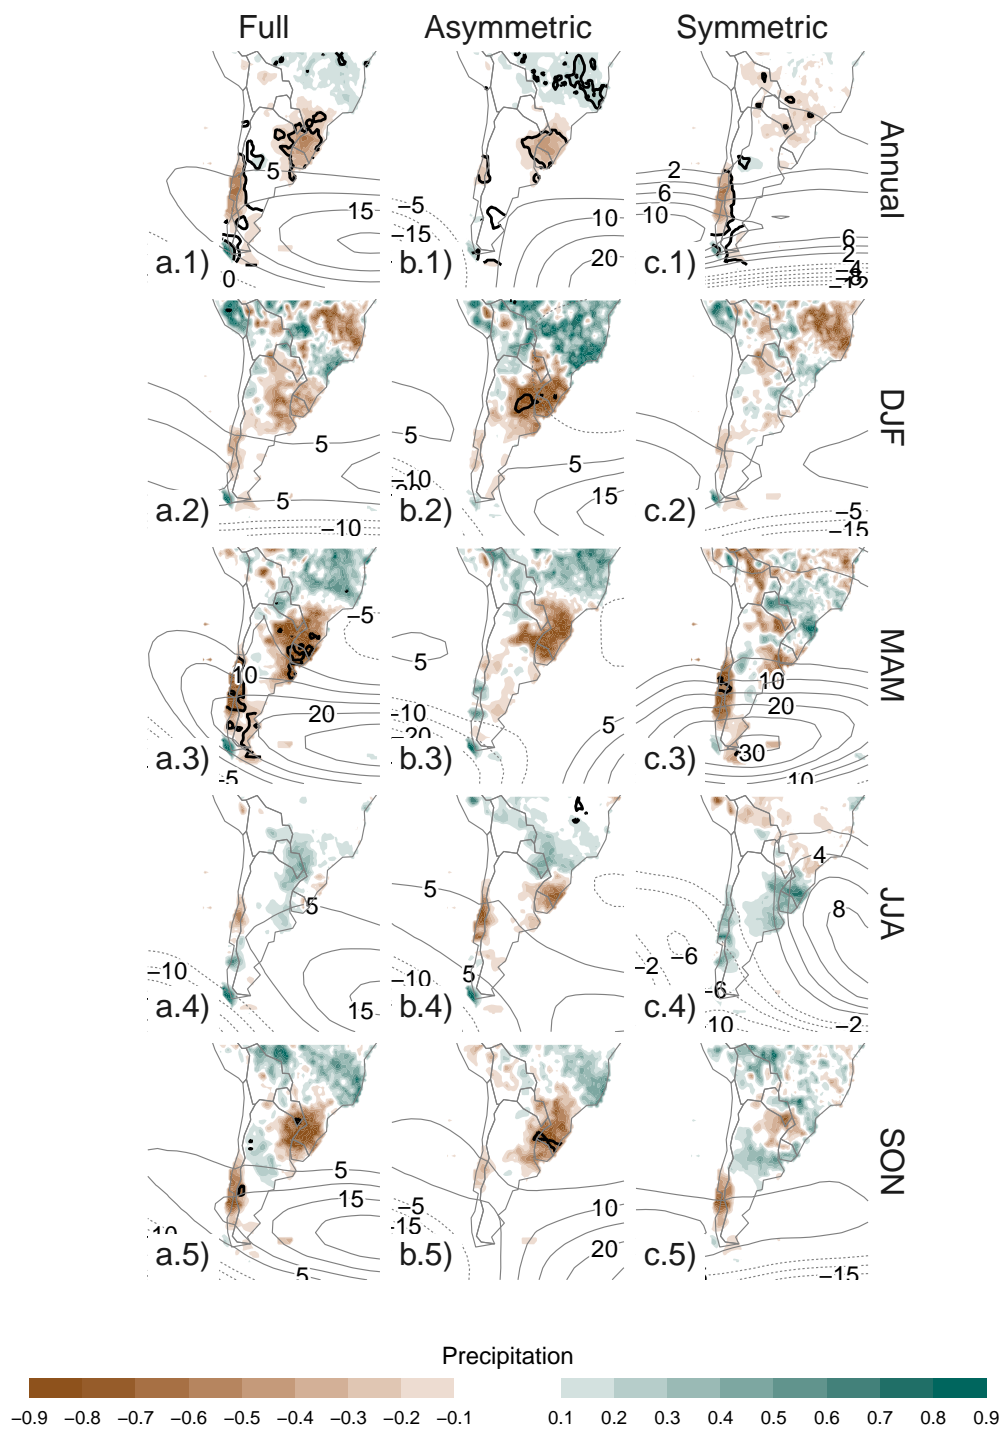 Full Asymmetric Symmetric
5 15 0 a.1)
−5 −15 10 20 b.1)
2 6 10 6 2 −4 c.1)
Annual
5 5 −10 a.2)
5 −10 5 15 b.2)
−5 −15 c.2)
DJF
−5 10 20 −5 a.3)
5 −10 −20 5 b.3)
10 20 30 10 c.3)
MAM
5 −10 15 a.4)
5 −10 5 b.4)
4 8 −6 −2 −6 10 −2 c.4)
JJA
5 15 10 5 a.5)
−5 −15 10 20 b.5)
−15 c.5)
SON
Precipitation
−0.9 −0.8 −0.7 −0.6 −0.5 −0.4 −0.3 −0.2 −0.1 0.1 0.2 0.3 0.4 0.5 0.6 0.7 0.8 0.9